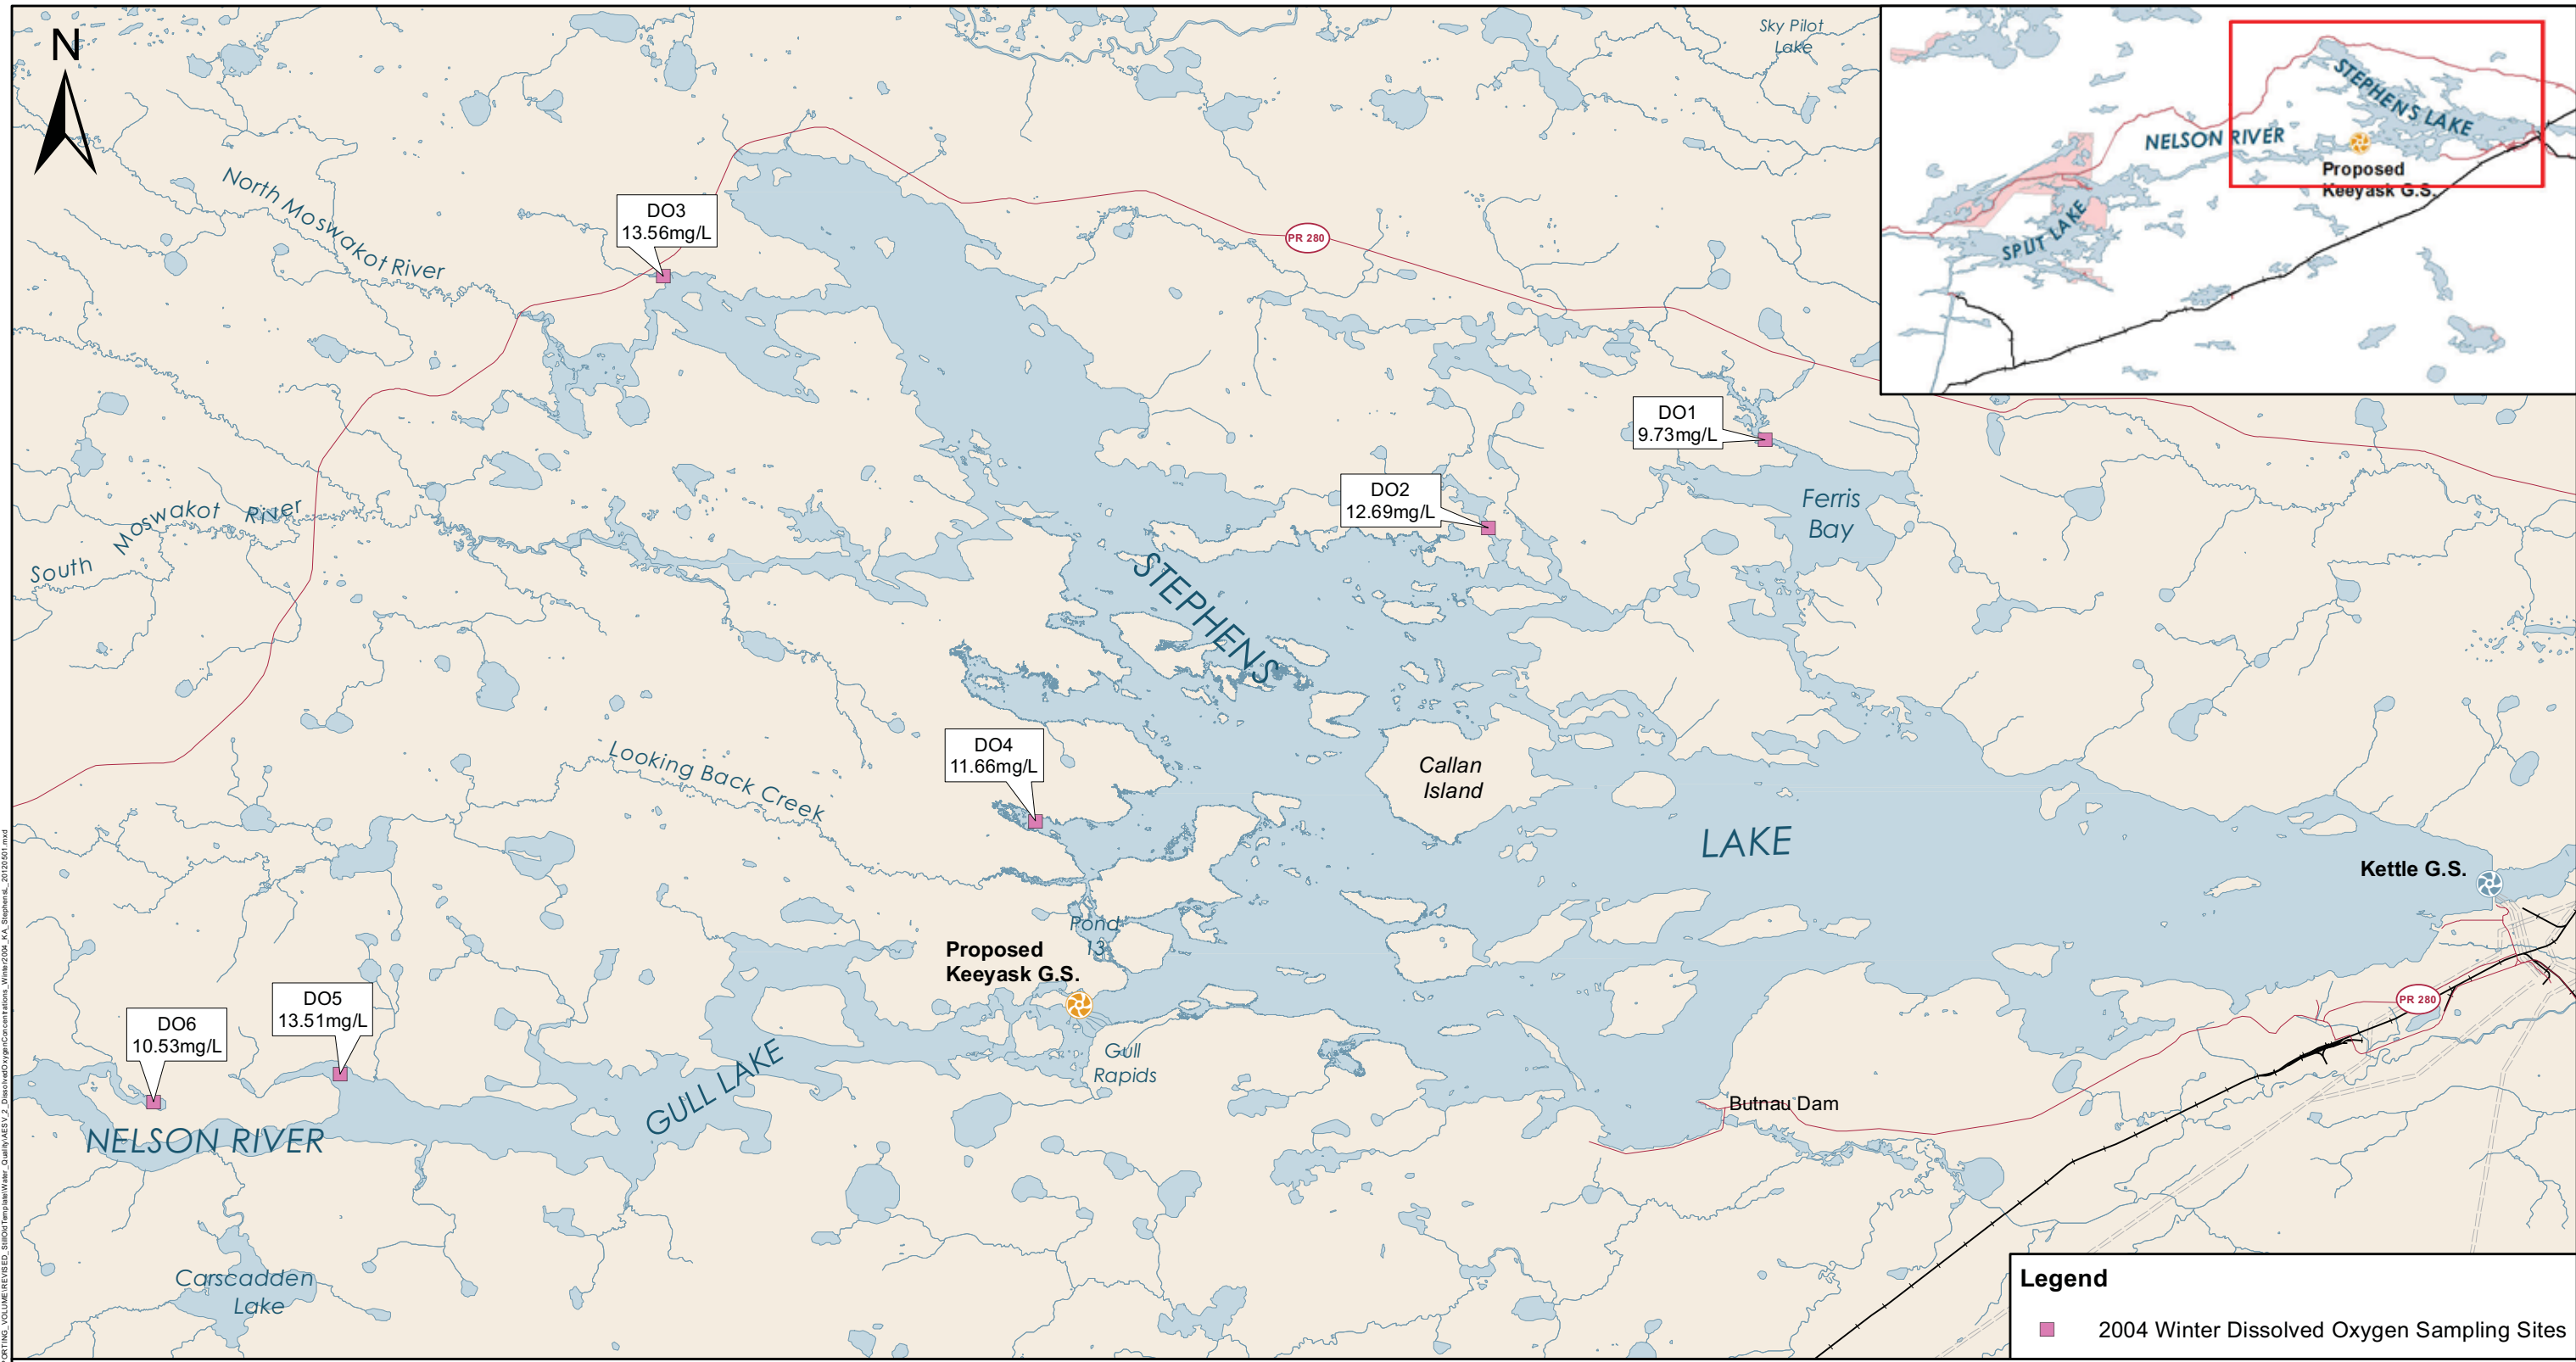 N
Sky Pilot
Lake
STEPHENS LAKE
NELSON RIVER
Proposed
Keeyask G.S.
SPLIT LAKE
North Moswakot River
DO3
13.56mg/L
PR 280
DO1
9.73mg/L
DO2
12.69mg/L
Ferris
Bay
South Moswakot River
STEPHENS
DO4
11.66mg/L
Looking Back Creek
Callan
Island
LAKE
Kettle G.S.
Pond
13
Proposed
Keeyask G.S.
PR 280
DO5
13.51mg/L
DO6
10.53mg/L
Gull
Rapids
GULL LAKE
Butnau Dam
NELSON RIVER
Carscadden
Lake
Legend
2004 Winter Dissolved Oxygen Sampling Sites